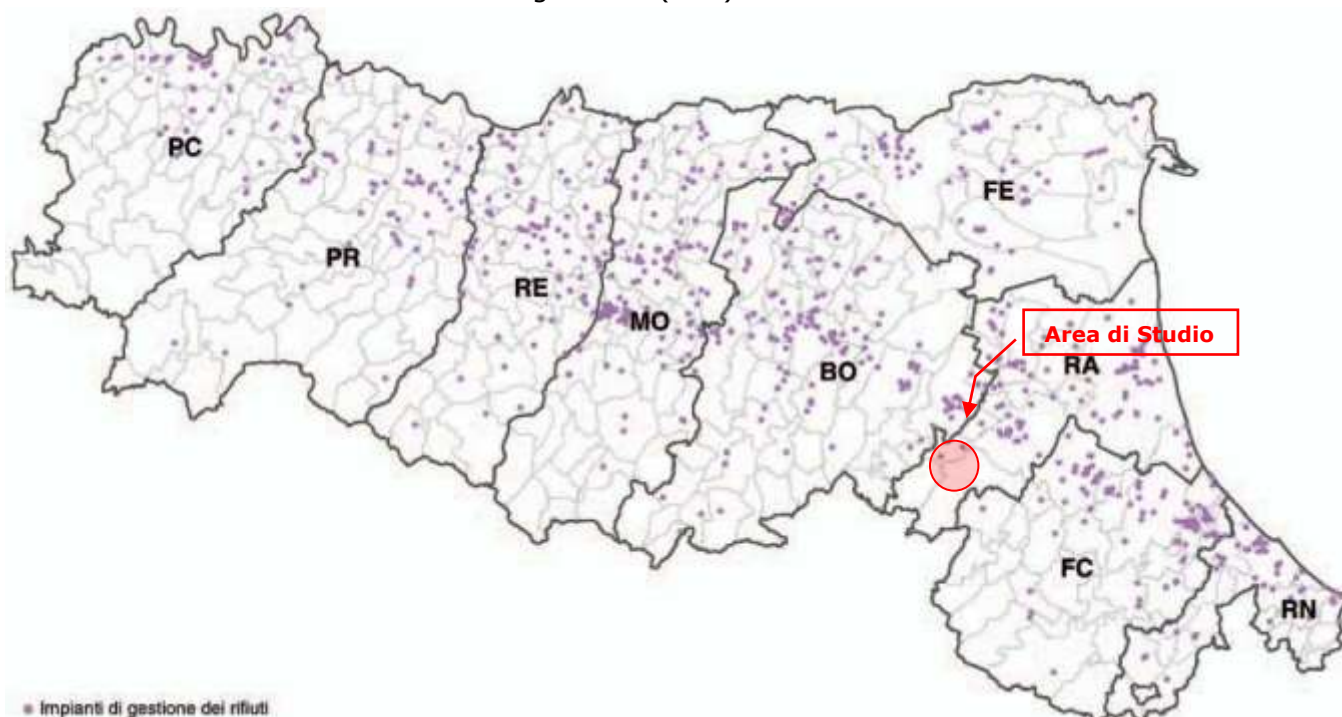 PC
PR
RE
MO
BO
FE
Area di Studio
RA
FC
RN
Impianti di gestione dei rifiuti